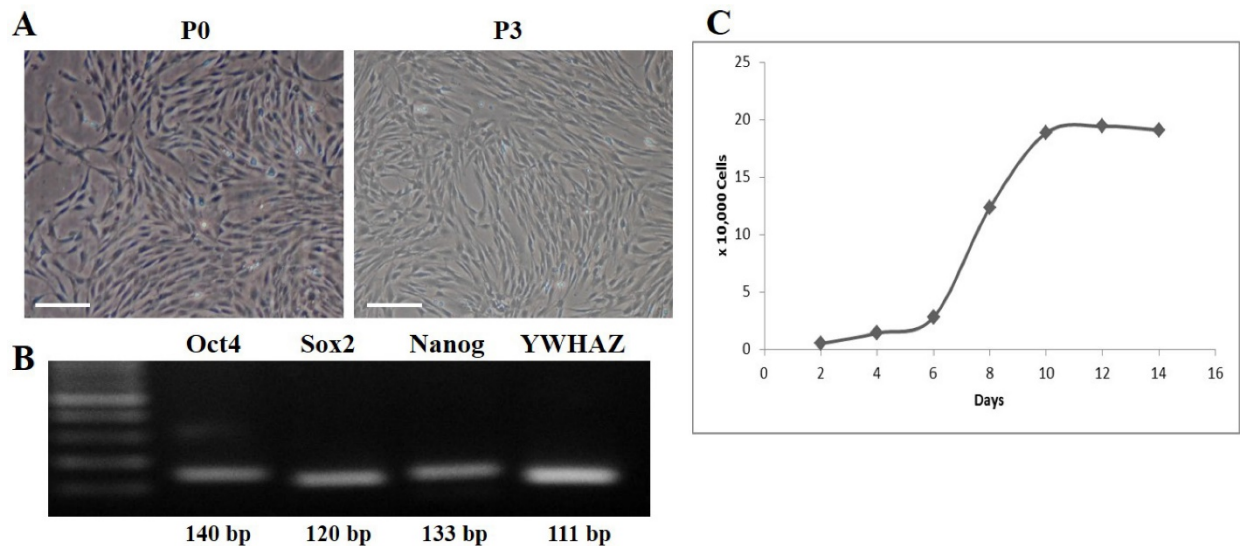 A
P0
P3
B
Oct4 Sox2 Nanog YWHAZ
140 bp 120 bp 133 bp 111 bp
C
25
20
15
10
5
0
x 10,000 Cells
0 2 4 6 8 10 12 14 16
Days